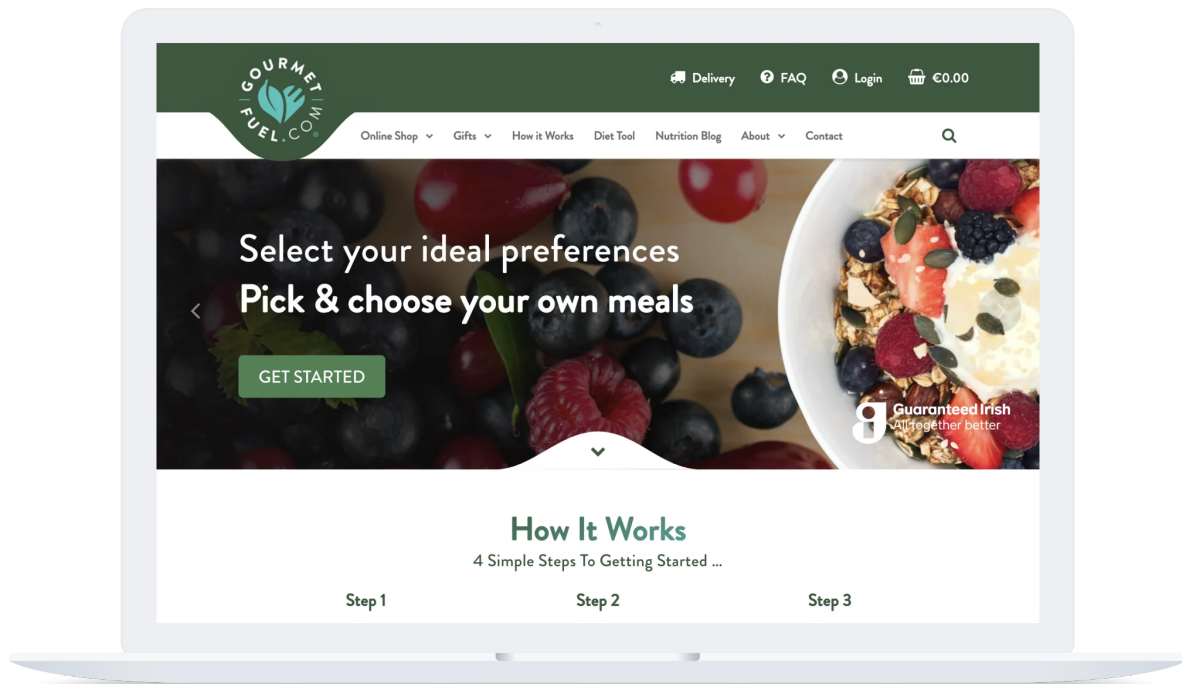 GOURMET
FUEL.COM
Delivery
FAQ
Login
€0.00
Online Shop
Gifts
How it Works
Diet Tool
Nutrition Blog
About
Contact
Select your ideal preferences
Pick & choose your own meals
GET STARTED
Guaranteed Irish
All together better
How It Works
4 Simple Steps To Getting Started ...
Step 1
Step 2
Step 3